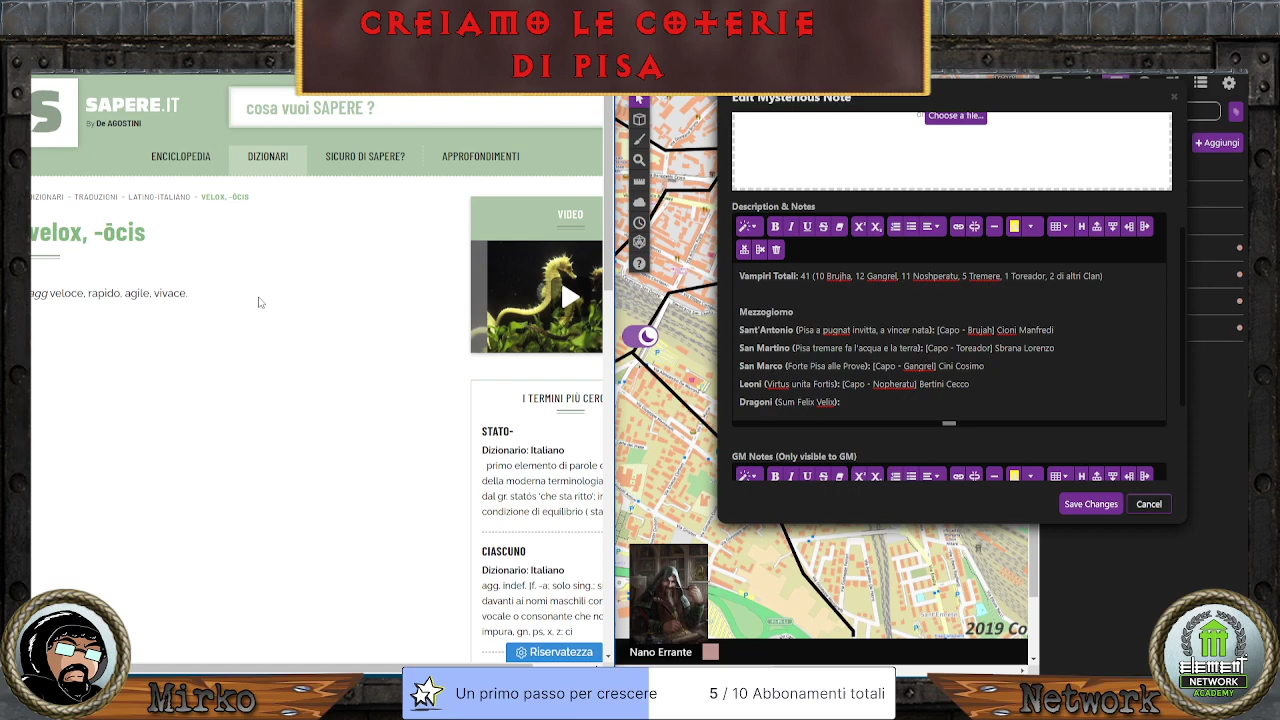 CREIAMO LE COTERIE
DI PISA
S
SAPERE.IT
By De AGOSTINI
cosa vuoi SAPERE ?
ENCICLOPEDIA DIZIONARI SICURO DI SAPERE? APPROFONDIMENTI
DIZIONARI - TRADUZIONI - LATINO-ITALIANO - VELOX, -ŌCIS
velox, -ōcis
agg veloce, rapido, agile, vivace.
VIDEO
I TERMINI PIÙ CERC
STATO-
Dizionario: Italiano
primo elemento di parole c
della moderna terminologia
dal gr. statós 'che sta ritto'; in
condizione di equilibrio ( sta
CIASCUNO
Dizionario: Italiano
agg. indef. [f. -a; solo sing.; si
davanti ai nomi maschili com
vocale o consonante che no
impura, gn, ps, x, z: ci
Riservatezza
Edit Mysterious Note
×
or
Choose a file...
+ Aggiungi
Description & Notes
Vampiri Totali: 41 (10 Brujha, 12 Gangrel, 11 Noshperatu, 5 Tremere, 1 Toreador, 2 di altri Clan)
Mezzogiorno
Sant'Antonio (Pisa a pugnat invitta, a vincer nata): [Capo - Brujah] Cioni Manfredi
San Martino (Pisa tremare fa l'acqua e la terra): [Capo - Toreador] Sbrana Lorenzo
San Marco (Forte Pisa alle Prove): [Capo - Gangrel] Cini Cosimo
Leoni (Virtus unita Fortis): [Capo - Nopheratu] Bertini Cecco
Dragoni (Sum Felix Velix):
GM Notes (Only visible to GM)
Save Changes Cancel
Nano Errante
2019 Co
Mirko
Un primo passo per crescere 5 / 10 Abbonamenti totali
Network
ELEMENT
NETWORK
ACADEMY